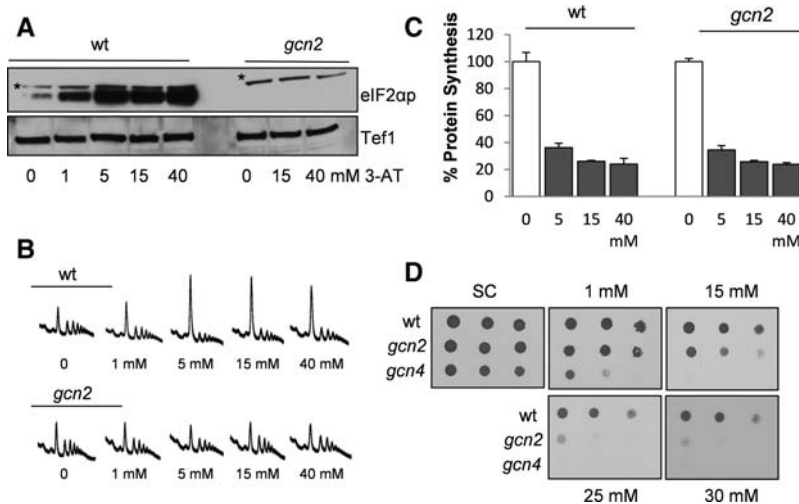 A
wt
gcn2
*
*
eIF2αp
Tef1
0 1 5 15 40 0 15 40 mM 3-AT
B
wt
0 1 mM 5 mM 15 mM 40 mM
gcn2
0 1 mM 5 mM 15 mM 40 mM
C
wt
gcn2
% Protein Synthesis
120
100
80
60
40
20
0
0 5 15 40 0 5 15 40
mM mM
D
SC 1 mM 15 mM
wt
gcn2
gcn4
wt
gcn2
gcn4
25 mM 30 mM